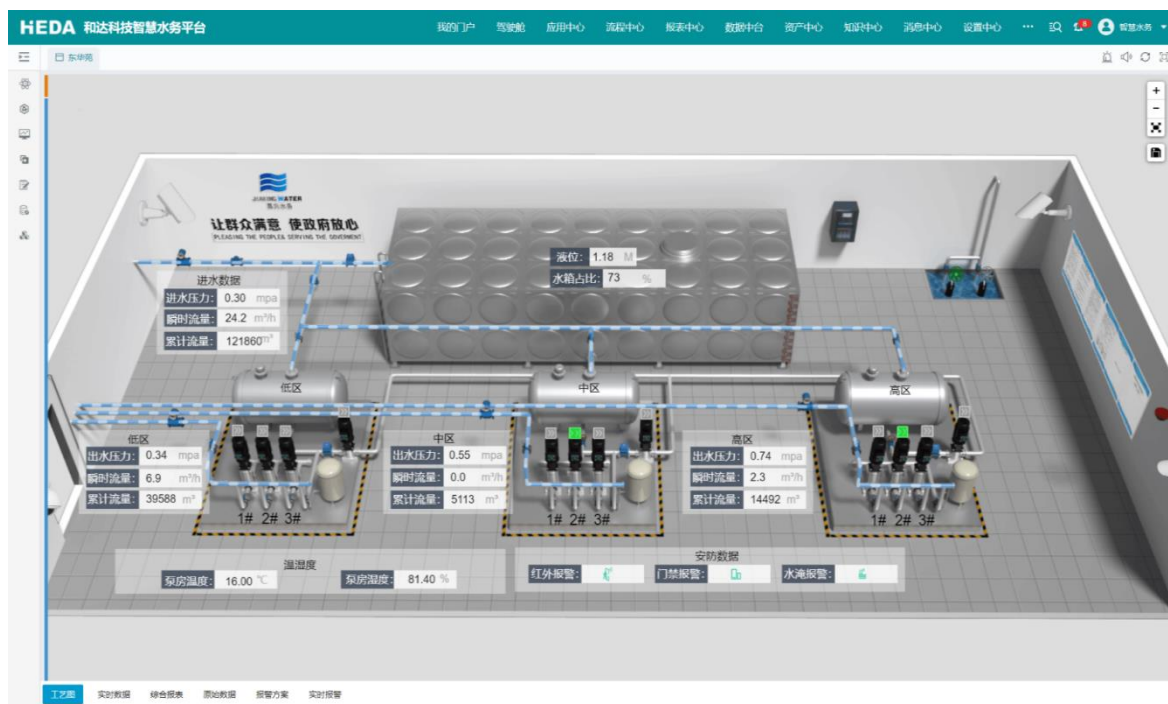 HEDA 和达科技智慧水务平台
我的门户 驾驶舱 应用中心 流程中心 报表中心 数据中台 资产中心 知识中心 消息中心 设置中心 ··· 8 智慧水务
东华苑
让群众满意 使政府放心
PLEASING THE PEOPLE& SERVING THE GOVERNMENT
液位: 1.18 M
水箱占比: 73 %
进水数据
进水压力: 0.30 mpa
瞬时流量: 24.2 m³/h
累计流量: 121860 m³
低区 中区 高区
低区
出水压力: 0.34 mpa
瞬时流量: 6.9 m³/h
累计流量: 39588 m³
1# 2# 3#
中区
出水压力: 0.55 mpa
瞬时流量: 0.0 m³/h
累计流量: 5113 m³
1# 2# 3#
高区
出水压力: 0.74 mpa
瞬时流量: 2.3 m³/h
累计流量: 14492 m³
1# 2# 3#
温湿度
泵房温度: 16.00 ℃ 泵房湿度: 81.40 %
安防数据
红外报警: 门禁报警: 水淹报警:
工艺图 实时数据 综合报表 原始数据 报警方案 实时报警